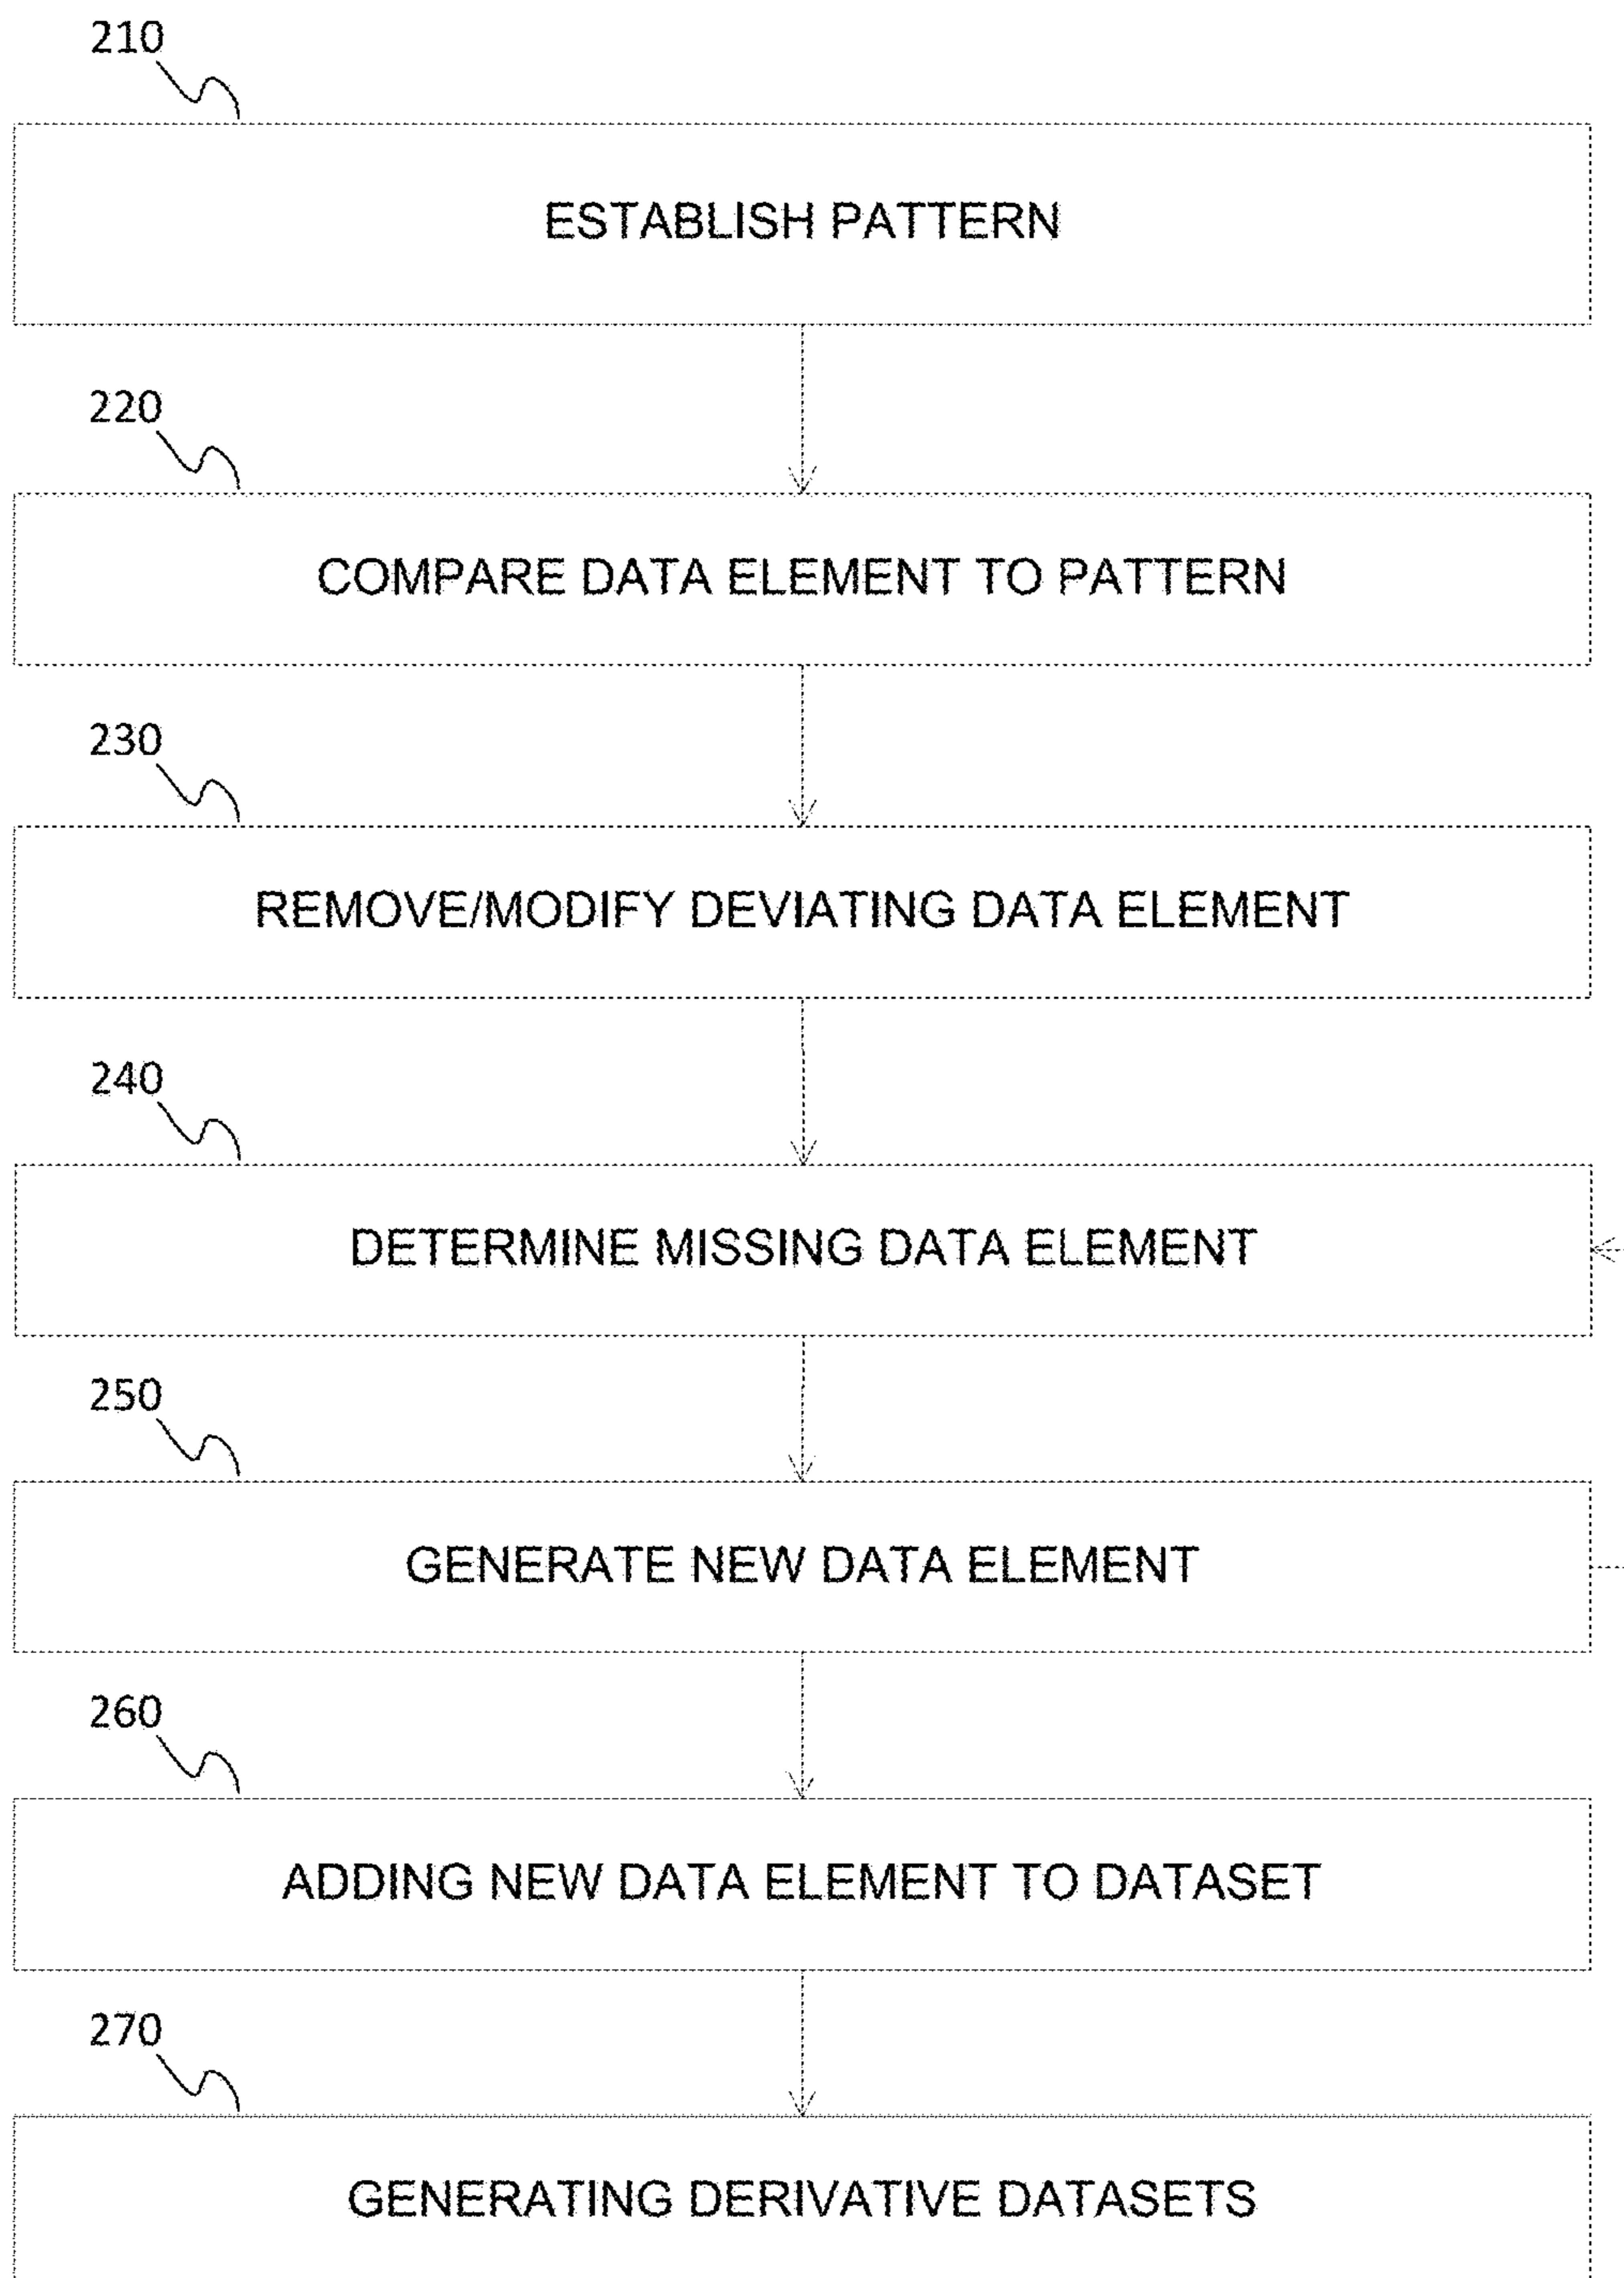 210
ESTABLISH PATTERN
220
COMPARE DATA ELEMENT TO PATTERN
230
REMOVE/MODIFY DEVIATING DATA ELEMENT
240
DETERMINE MISSING DATA ELEMENT
250
GENERATE NEW DATA ELEMENT
260
ADDING NEW DATA ELEMENT TO DATASET
270
GENERATING DERIVATIVE DATASETS